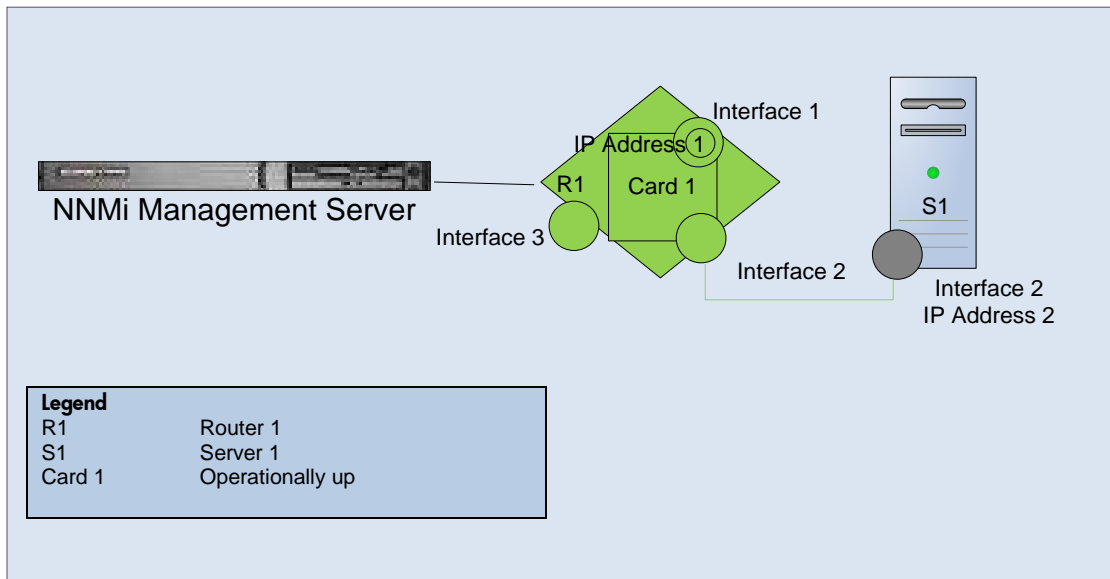 Interface 1
IP Address 1
R1
Card 1
S1
NNMi Management Server
Interface 3
Interface 2
Interface 2
IP Address 2
Legend
R1 Router 1
S1 Server 1
Card 1 Operationally up